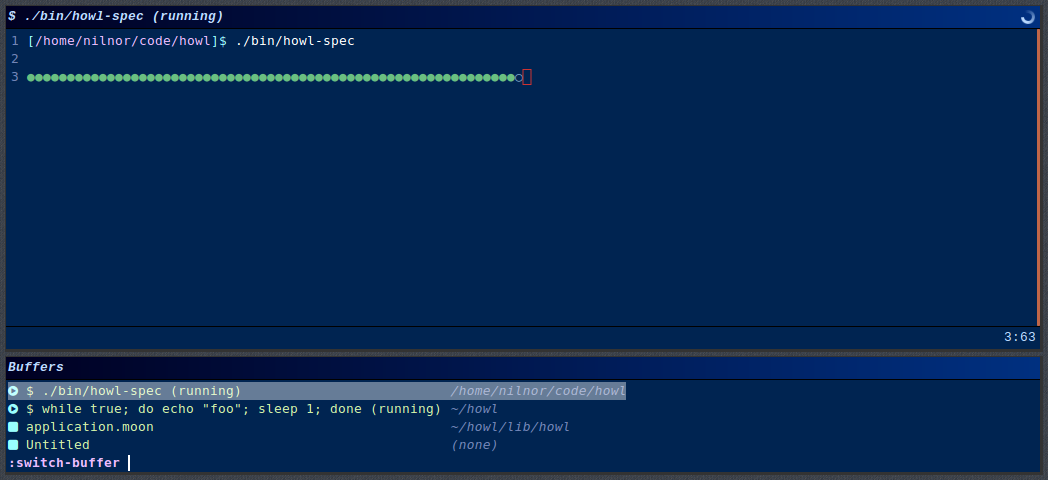 $ ./bin/howl-spec (running)
1 [/home/nilnor/code/howl]$ ./bin/howl-spec
2
3 ●●●●●●●●●●●●●●●●●●●●●●●●●●●●●●●●●●●●●●●●●●●●●●●●●●●●●●●●●●●●●○
3:63
Buffers
$ ./bin/howl-spec (running) /home/nilnor/code/howl
$ while true; do echo "foo"; sleep 1; done (running) ~/howl
application.moon ~/howl/lib/howl
Untitled (none)
:switch-buffer